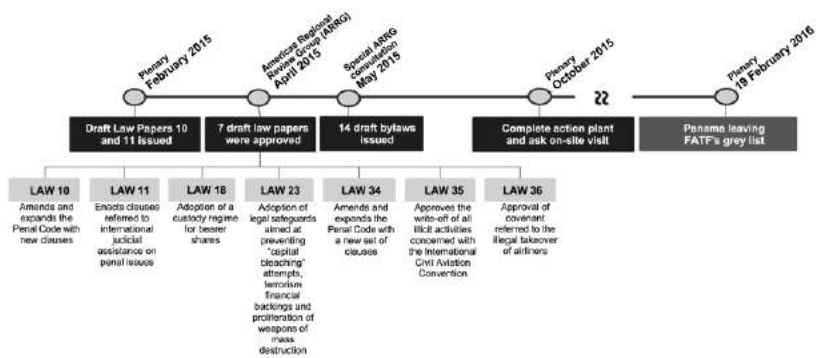 Plenary
February 2015
Americas Regional
Review Group (ARRG)
April 2015
Special ARRG
consultation
May 2015
Plenary
October 2015
Plenary
19 February 2016
Draft Law Papers 10
and 11 issued
7 draft law papers
were approved
14 draft bylaws
issued
Complete action plant
and ask on-site visit
Panama leaving
FATF's grey list
LAW 10
Amends and
expands the
Penal Code with
new clauses
LAW 11
Enacts clauses
referred to
international
judicial
assistance on
penal issues
LAW 18
Adoption of a
custody regime
for bearer
shares
LAW 23
Adoption of
legal safeguards
aimed at
preventing
"capital
bleaching"
attempts,
terrorism
financial
backings and
proliferation of
weapons of
mass
destruction
LAW 34
Amends and
expands the
Penal Code with
a new set of
clauses
LAW 35
Approves the
write-off of all
illicit activities
concerned with
the International
Civil Aviation
Convention
LAW 36
Approval of
covenant
referred to the
illegal takeover
of airliners